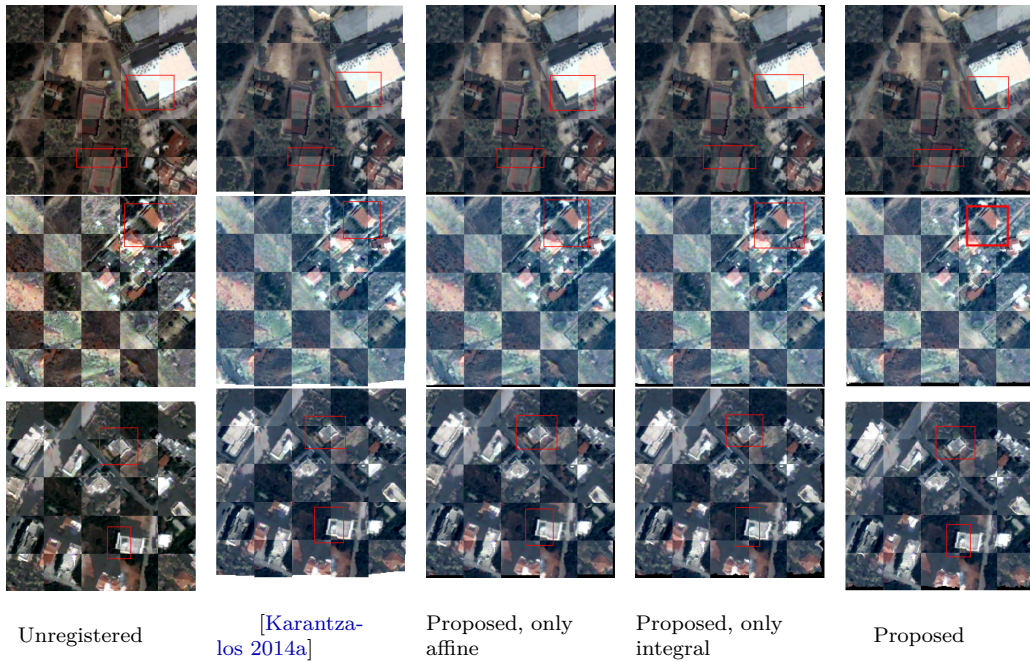 Unregistered
[Karantza-
los 2014a]
Proposed, only
affine
Proposed, only
integral
Proposed